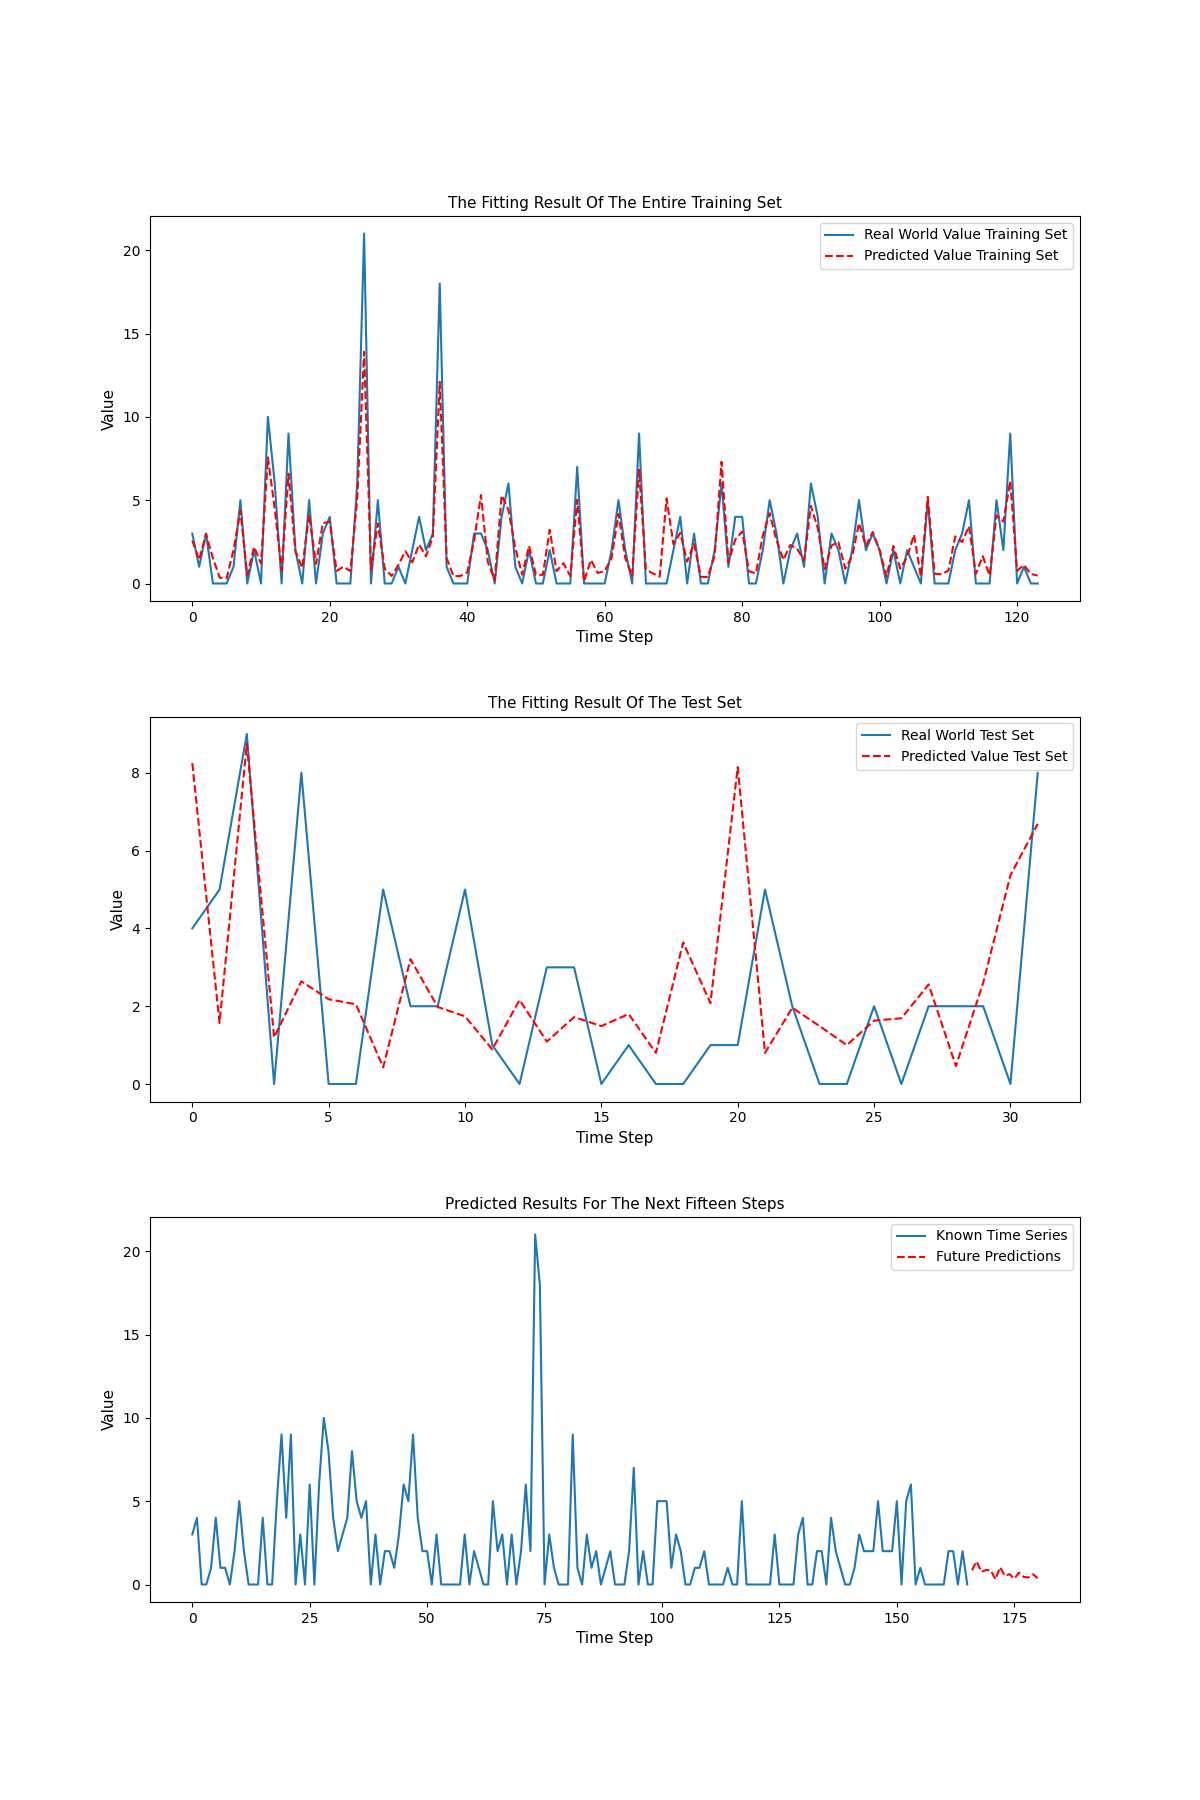 The Fitting Result Of The Entire Training Set
Real World Value Training Set
Predicted Value Training Set
20
15
10
5
0
Value
0 20 40 60 80 100 120
Time Step
The Fitting Result Of The Test Set
Real World Test Set
Predicted Value Test Set
8
6
4
2
0
Value
0 5 10 15 20 25 30
Time Step
Predicted Results For The Next Fifteen Steps
Known Time Series
Future Predictions
20
15
10
5
0
Value
0 25 50 75 100 125 150 175
Time Step